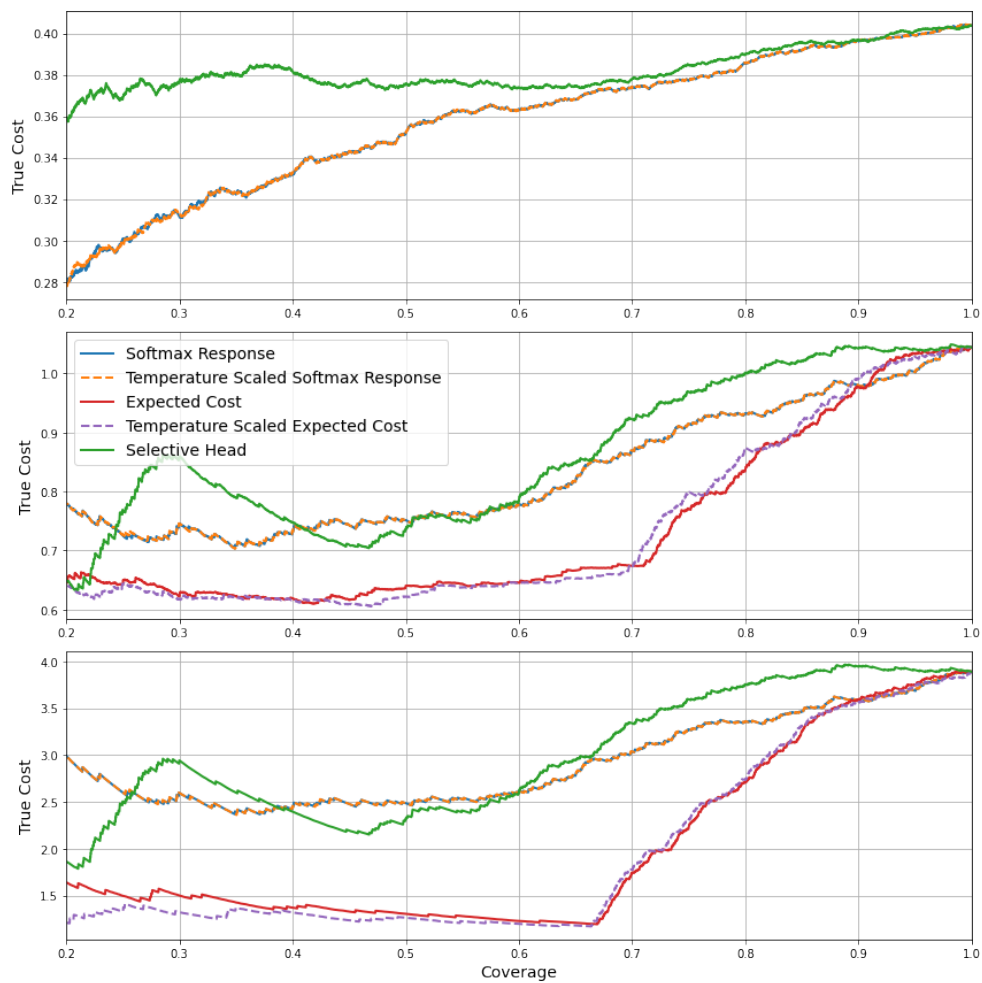 0.40
0.38
0.36
0.34
0.32
0.30
0.28
True Cost
0.2 0.3 0.4 0.5 0.6 0.7 0.8 0.9 1.0
Softmax Response
Temperature Scaled Softmax Response
Expected Cost
Temperature Scaled Expected Cost
Selective Head
1.0
0.9
0.8
0.7
0.6
True Cost
0.2 0.3 0.4 0.5 0.6 0.7 0.8 0.9 1.0
4.0
3.5
3.0
2.5
2.0
1.5
True Cost
0.2 0.3 0.4 0.5 0.6 0.7 0.8 0.9 1.0
Coverage